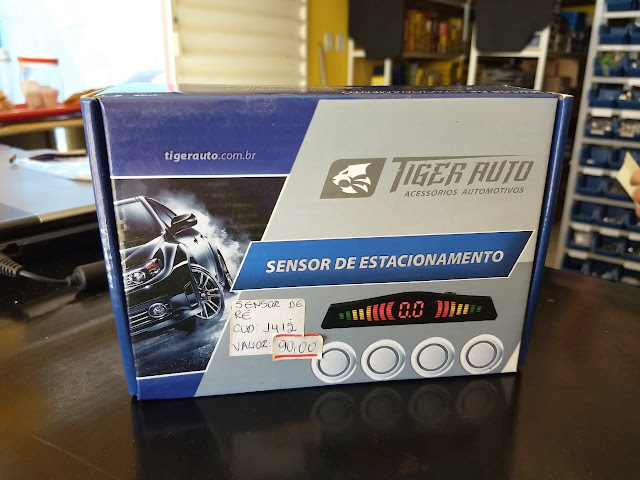 tigerauto.com.br
TIGER AUTO
ACESSÓRIOS AUTOMOTIVOS
SENSOR DE ESTACIONAMENTO
0.0
SENSOR DE
RÉ
COD: 1412
VALOR: 90,00